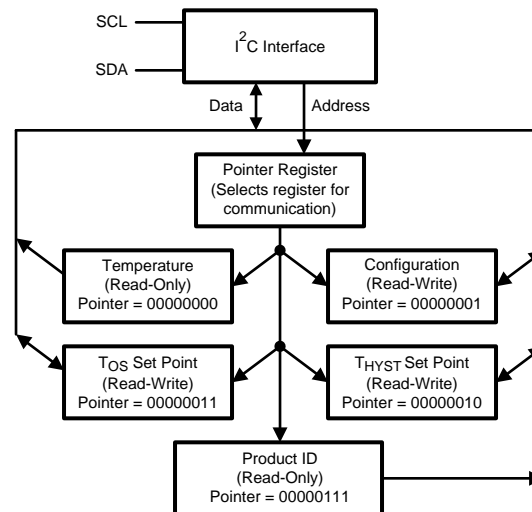 SCL
I²C Interface
SDA
Data
Address
Pointer Register
(Selects register for
communication)
Temperature
(Read-Only)
Pointer = 00000000
Configuration
(Read-Write)
Pointer = 00000001
TOS Set Point
(Read-Write)
Pointer = 00000011
THYST Set Point
(Read-Write)
Pointer = 00000010
Product ID
(Read-Only)
Pointer = 00000111